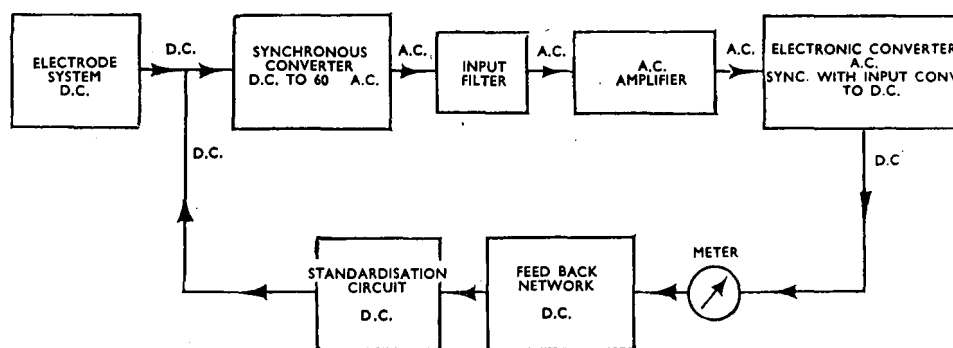 ELECTRODE
SYSTEM
D.C.
D.C.
SYNCHRONOUS
CONVERTER
D.C. TO 60 A.C.
A.C.
INPUT
FILTER
A.C.
A.C.
AMPLIFIER
A.C.
ELECTRONIC CONVERTER
A.C.
SYNC. WITH INPUT CONV
TO D.C.
D.C
METER
FEED BACK
NETWORK
D.C.
STANDARDISATION
CIRCUIT
D.C.
D.C.